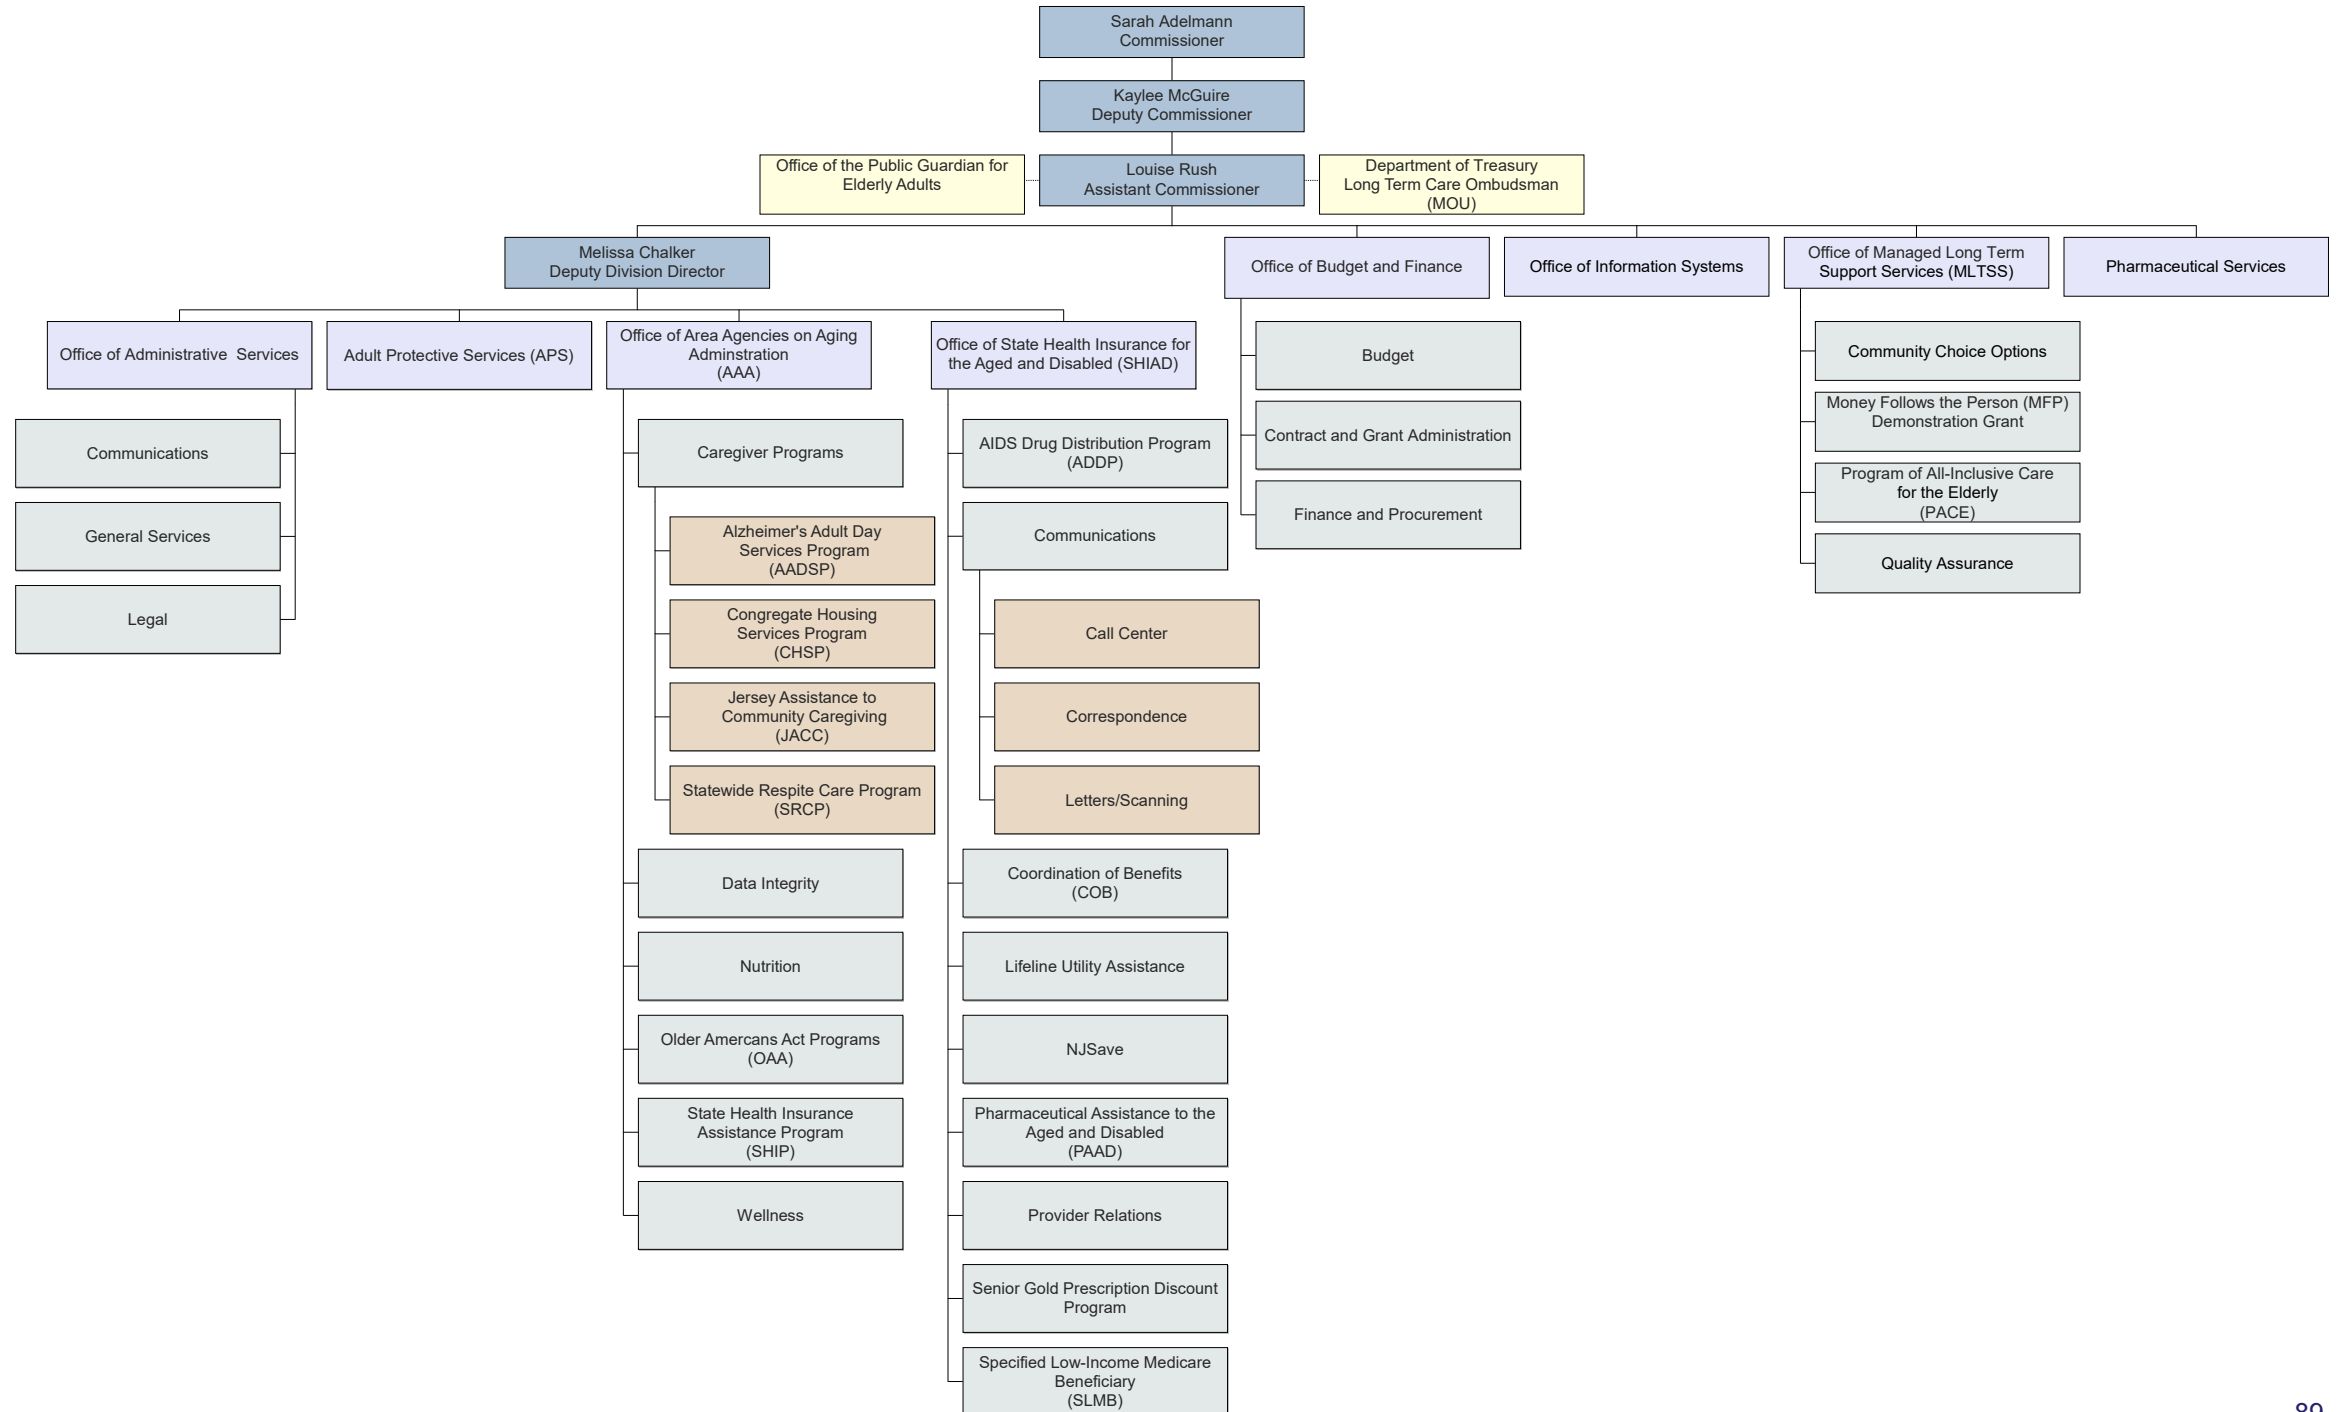 Sarah Adelmann
Commissioner
Kaylee McGuire
Deputy Commissioner
Office of the Public Guardian for
Elderly Adults
Louise Rush
Assistant Commissioner
Department of Treasury
Long Term Care Ombudsman
(MOU)
Melissa Chalker
Deputy Division Director
Office of Budget and Finance
Office of Information Systems
Office of Managed Long Term
Support Services (MLTSS)
Pharmaceutical Services
Office of Administrative  Services
Adult Protective Services (APS)
Office of Area Agencies on Aging
Adminstration
(AAA)
Office of State Health Insurance for
the Aged and Disabled (SHIAD)
Communications
General Services
Legal
Caregiver Programs
Alzheimer's Adult Day
Services Program
(AADSP)
Congregate Housing
Services Program
(CHSP)
Jersey Assistance to
Community Caregiving
(JACC)
Statewide Respite Care Program
(SRCP)
Data Integrity
Nutrition
Older Amercans Act Programs
(OAA)
State Health Insurance
Assistance Program
(SHIP)
Wellness
AIDS Drug Distribution Program
(ADDP)
Communications
Call Center
Correspondence
Letters/Scanning
Coordination of Benefits
(COB)
Lifeline Utility Assistance
NJSave
Pharmaceutical Assistance to the
Aged and Disabled
(PAAD)
Provider Relations
Senior Gold Prescription Discount
Program
Specified Low-Income Medicare
Beneficiary
(SLMB)
Budget
Contract and Grant Administration
Finance and Procurement
Community Choice Options
Money Follows the Person (MFP)
Demonstration Grant
Program of All-Inclusive Care
for the Elderly
(PACE)
Quality Assurance
89